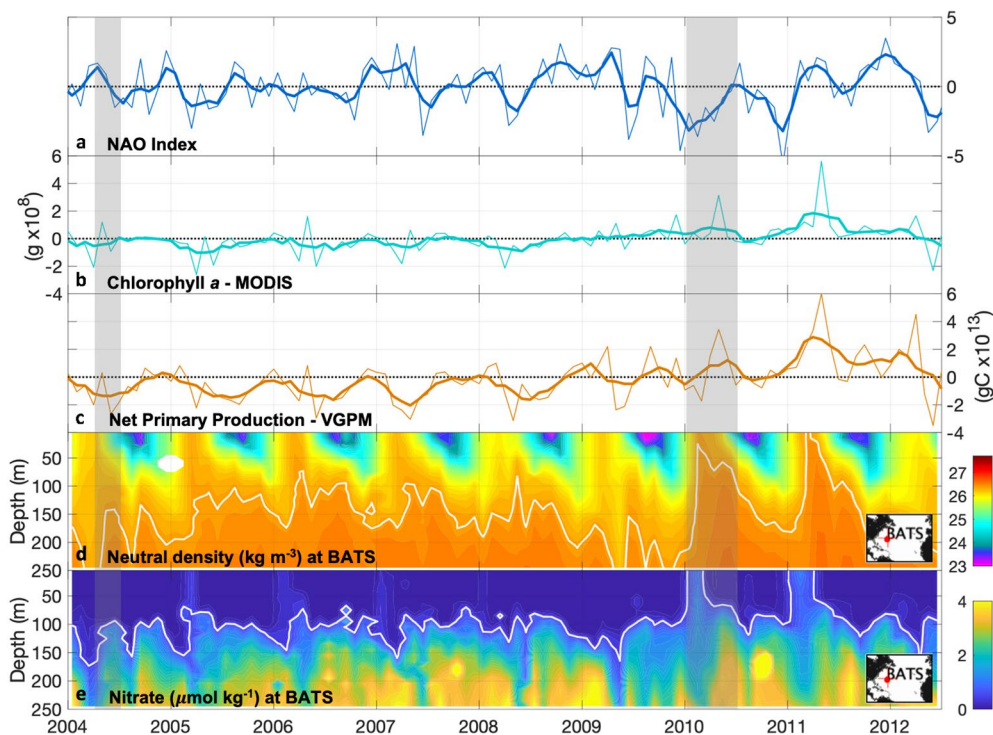 5
0
-5
a NAO Index
6
4
2
0
-2
-4
(g x10⁸)
b Chlorophyll a - MODIS
6
4
2
0
-2
-4
(gC x10¹³)
c Net Primary Production - VGPM
50
100
150
200
250
Depth (m)
d Neutral density (kg m⁻³) at BATS
BATS
27
26
25
24
23
50
100
150
200
250
Depth (m)
e Nitrate (μmol kg⁻¹) at BATS
BATS
4
2
0
2004 2005 2006 2007 2008 2009 2010 2011 2012